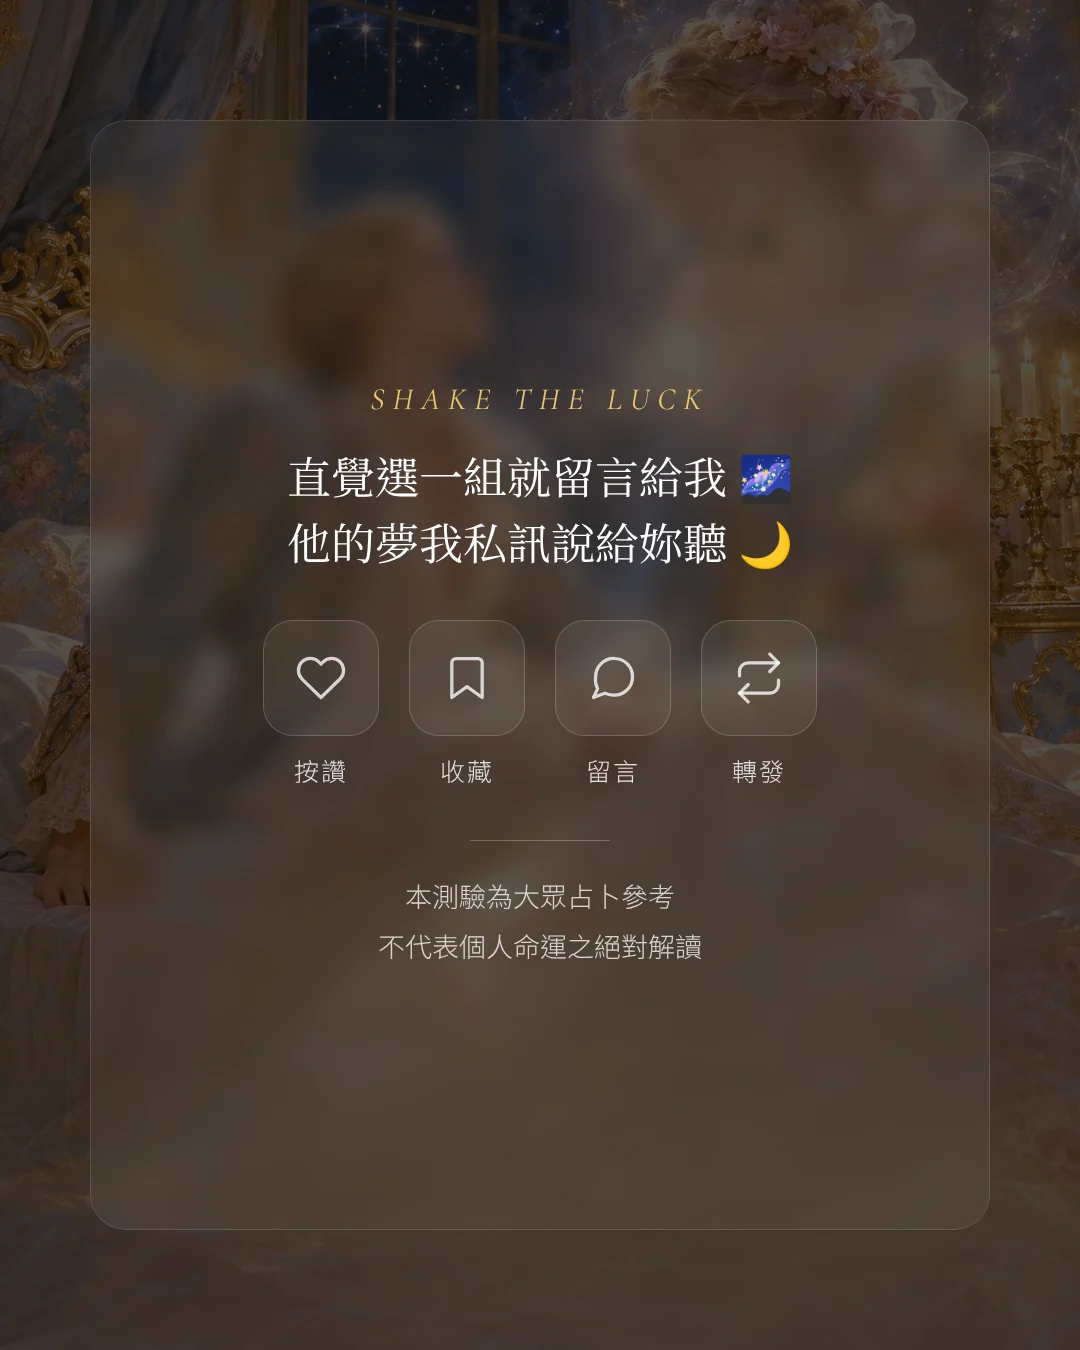 SHAKE THE LUCK
直覺選一組就留言給我 🌌
他的夢我私訊說給妳聽 🌙
按讚 收藏 留言 轉發
本測驗為大眾占卜參考
不代表個人命運之絕對解讀